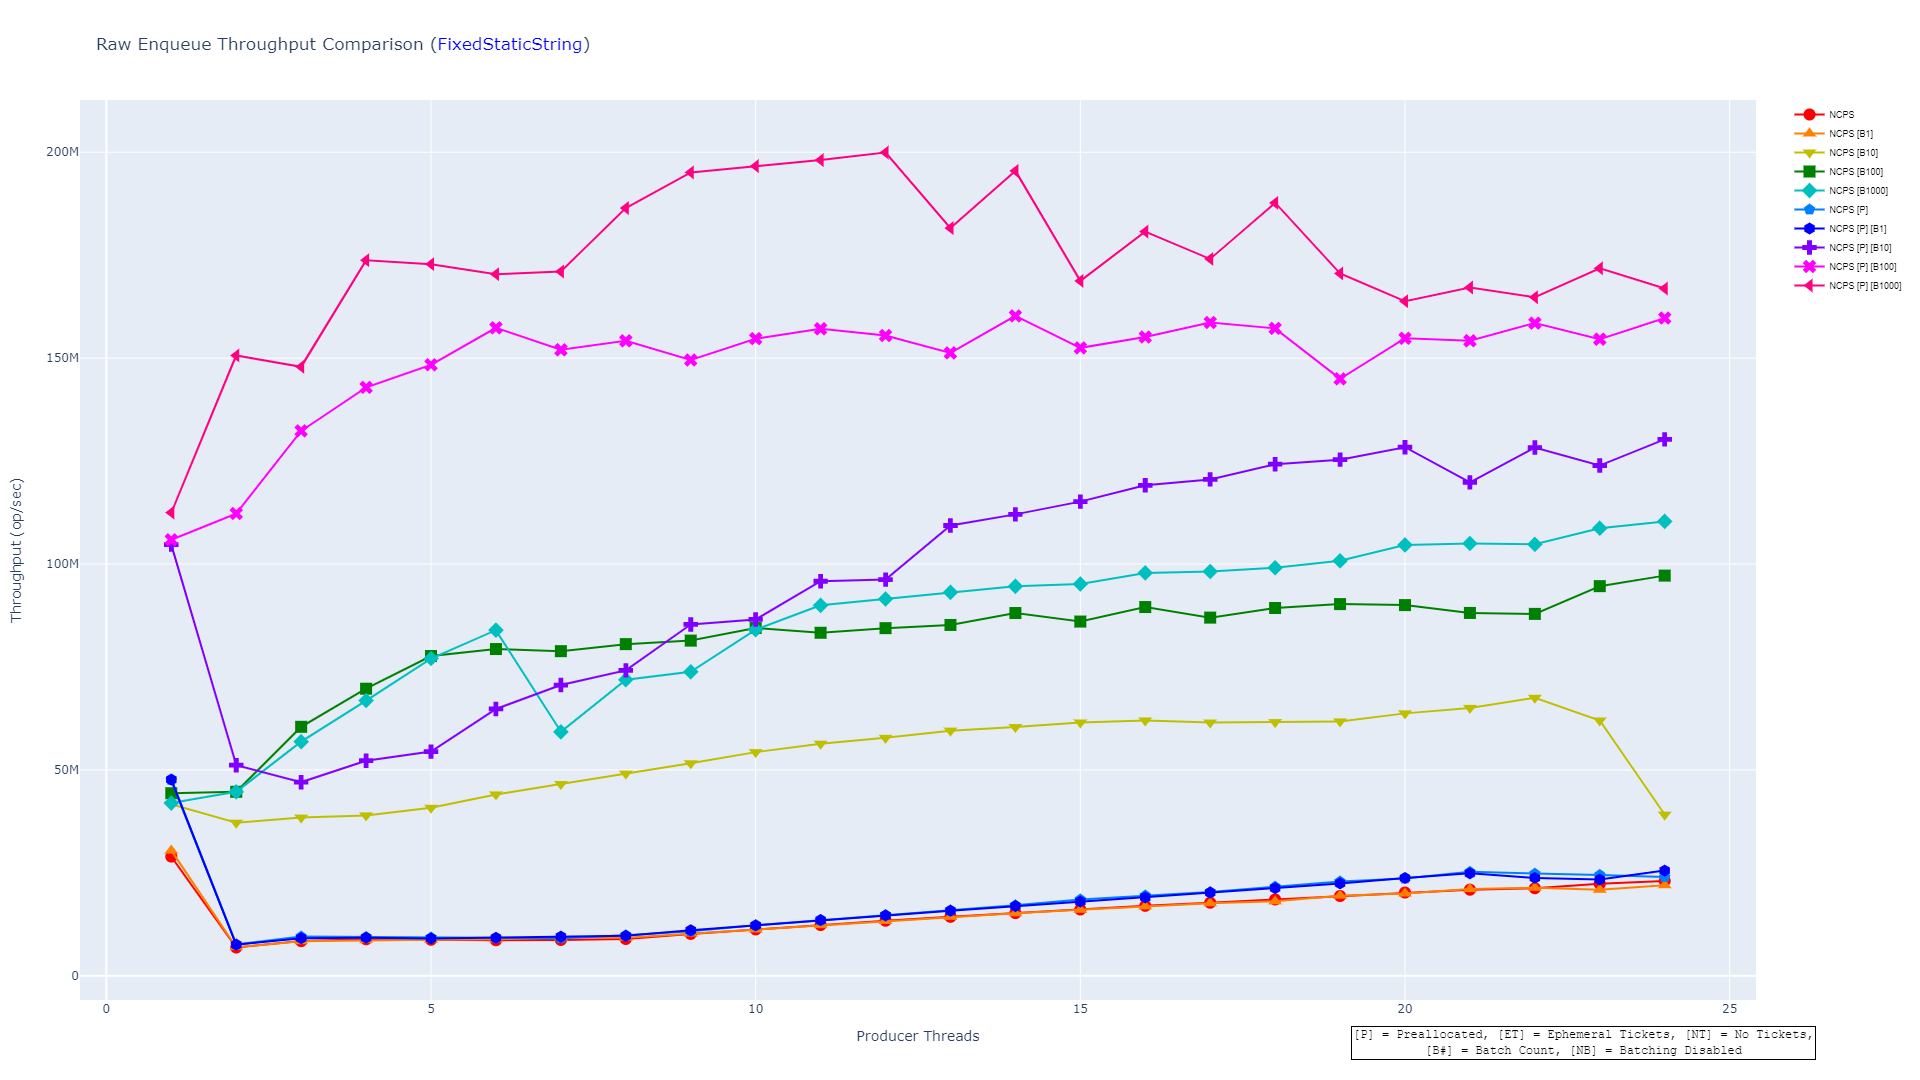 Raw Enqueue Throughput Comparison (FixedStaticString)
NCPS
NCPS [B1]
NCPS [B10]
NCPS [B100]
NCPS [B1000]
NCPS [P]
NCPS [P] [B1]
NCPS [P] [B10]
NCPS [P] [B100]
NCPS [P] [B1000]
Throughput (op/sec)
200M
150M
100M
50M
0
0
5
10
15
20
25
Producer Threads
[P] = Preallocated, [ET] = Ephemeral Tickets, [NT] = No Tickets,
[B#] = Batch Count, [NB] = Batching Disabled